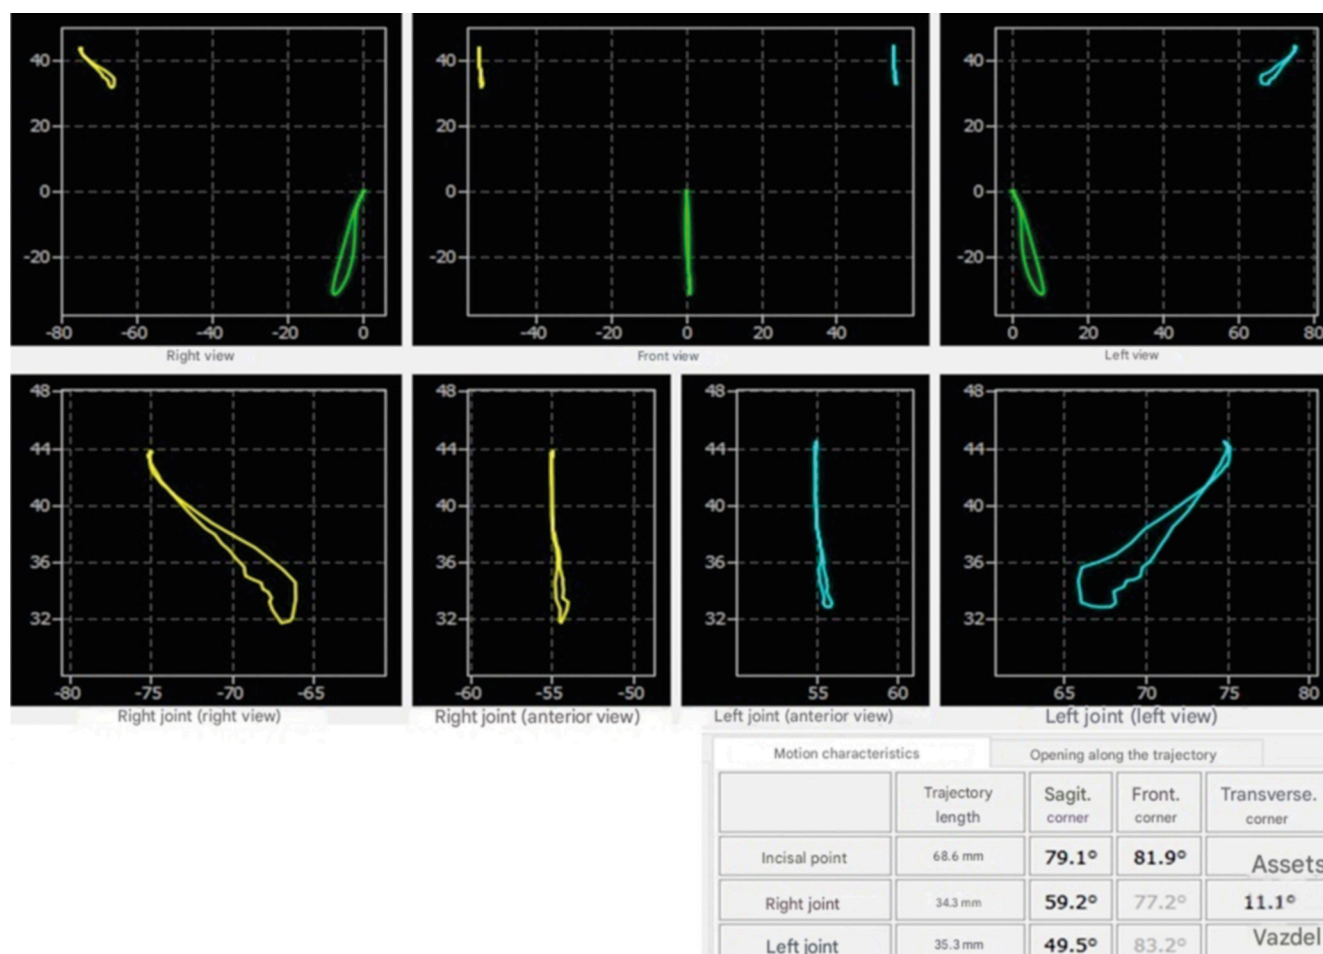 40
20
0
-20
-80 -60 -40 -20 0
Right view
40
20
0
-20
-40 -20 0 20 40
Front view
40
20
0
-20
0 20 40 60 80
Left view
48
44
40
36
32
-80 -75 -70 -65
Right joint (right view)
48
44
40
36
32
-60 -55 -50
Right joint (anterior view)
48
44
40
36
32
55 60
Left joint (anterior view)
48
44
40
36
32
65 70 75 80
Left joint (left view)
Motion characteristics Opening along the trajectory
Trajectory length Sagit. corner Front. corner Transverse. corner
Incisal point 68.6 mm 79.1° 81.9° Assets
Right joint 34.3 mm 59.2° 77.2° 11.1°
Left joint 35.3 mm 49.5° 83.2° Vazdel